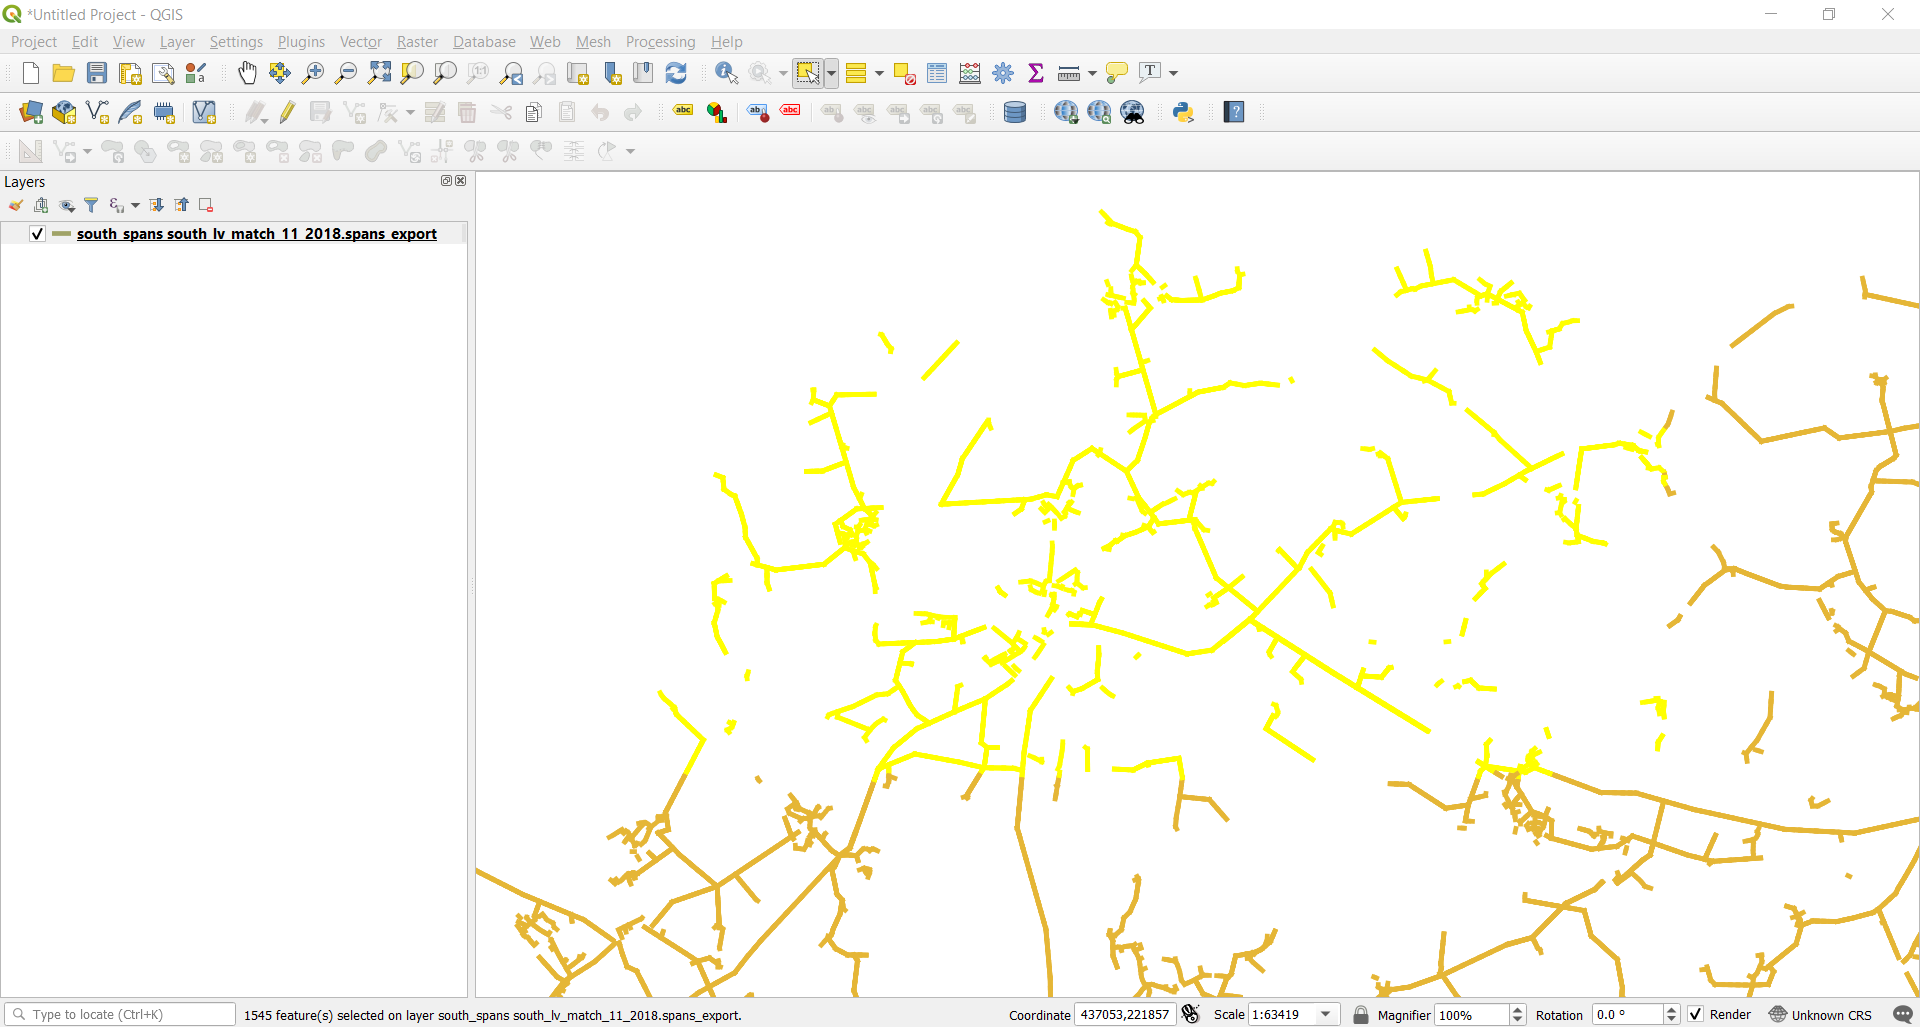 *Untitled Project - QGIS
Project Edit View Layer Settings Plugins Vector Raster Database Web Mesh Processing Help
Layers
south_spans south_lv_match_11_2018.spans_export
Type to locate (Ctrl+K)
1545 feature(s) selected on layer south_spans south_lv_match_11_2018.spans_export.
Coordinate 437053,221857
Scale 1:63419
Magnifier 100%
Rotation 0.0 °
Render
Unknown CRS